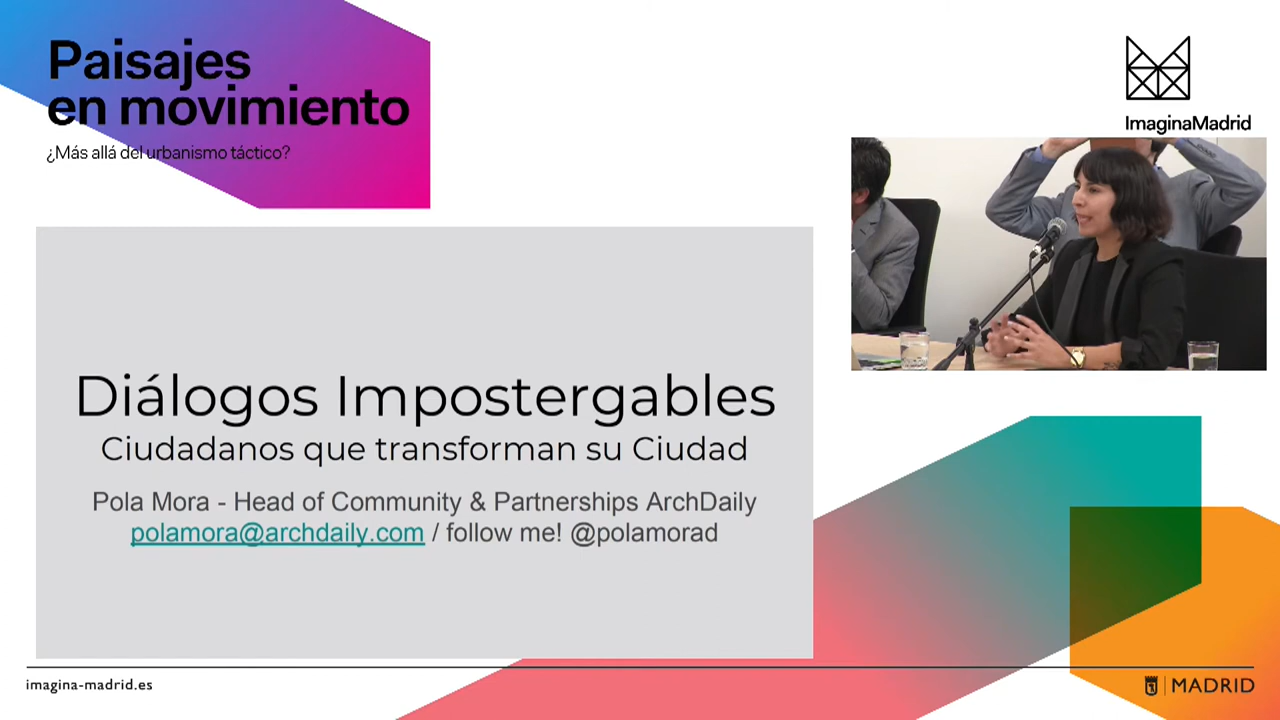 Paisajes
en movimiento
¿Más allá del urbanismo táctico?
ImaginaMadrid
Diálogos Impostergables
Ciudadanos que transforman su Ciudad
Pola Mora - Head of Community & Partnerships ArchDaily
polamora@archdaily.com / follow me! @polamorad
imagina-madrid.es
MADRID